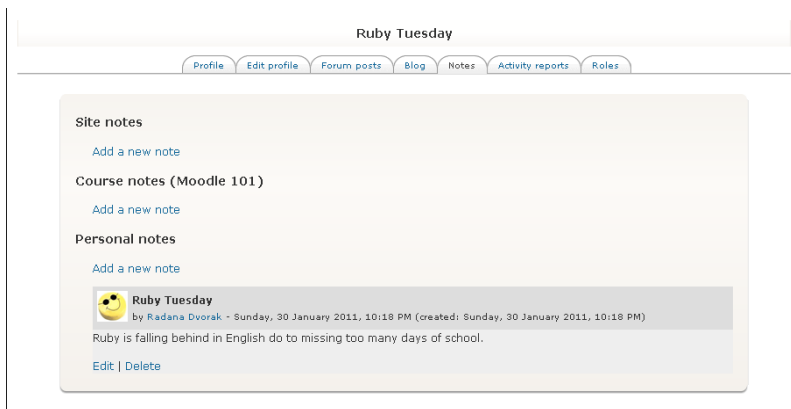 Ruby Tuesday
Profile Edit profile Forum posts Blog Notes Activity reports Roles
Site notes
Add a new note
Course notes (Moodle 101)
Add a new note
Personal notes
Add a new note
Ruby Tuesday
by Radana Dvorak - Sunday, 30 January 2011, 10:18 PM (created: Sunday, 30 January 2011, 10:18 PM)
Ruby is falling behind in English do to missing too many days of school.
Edit | Delete